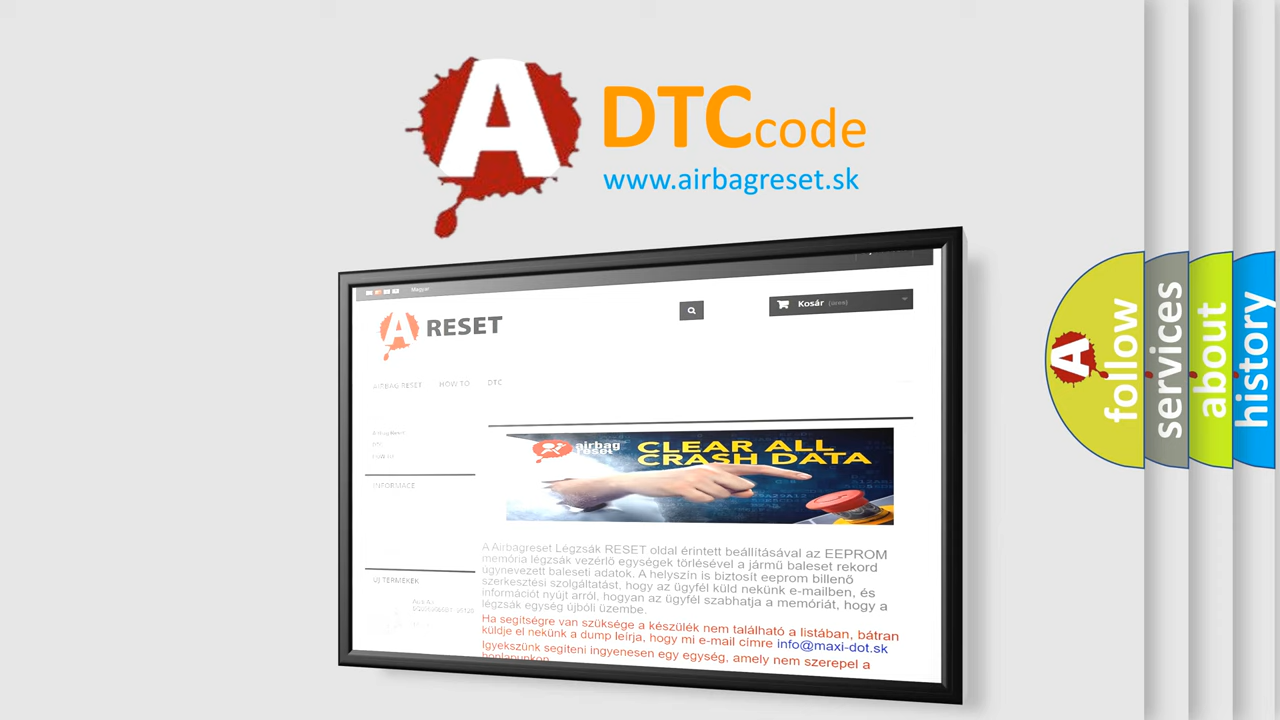 A
DTC code
www.airbagreset.sk
Magyar
A RESET
Kosár
AIRBAG RESET HOW TO DTC
DTC
INFORMACE
airbag
reset
CLEAR ALL
CRASH DATA
ÚJ TERMÉKEK
A Airbagreset Légzsák RESET oldal érintett beállításával az EEPROM
memória légzsák vezérlő egységek törlésével a jármű baleset rekord
úgynevezett baleseti adatok. A helyszín is biztosít eeprom billenő
szerkesztési szolgáltatást, hogy az ügyfél küld nekünk e-mailben, és
információt nyújt arról, hogyan az ügyfél szabhatja a memóriát, hogy a
légzsák egység újbóli üzembe.
Ha segítségre van szüksége a készülék nem található a listában, bátran
küldje el nekünk a dump leírja, hogy mi e-mail címre info@maxi-dot.sk
Igyekszünk segíteni ingyenesen egy egység, amely nem szerepel a
honlapunkon
A
follow
services
about
history